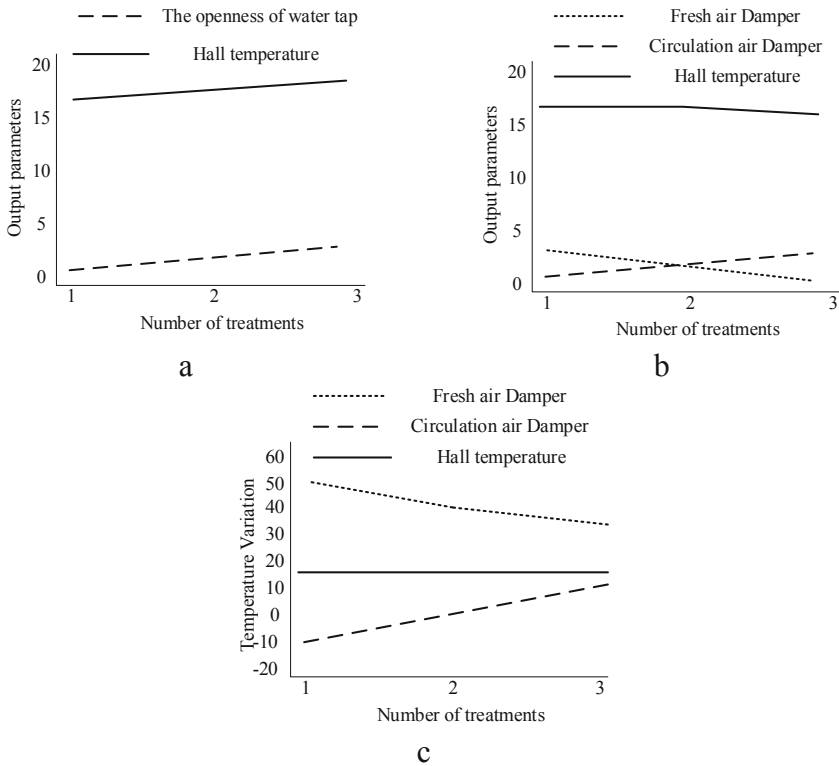 The openness of water tap
Hall temperature
20
15
10
5
0
Output parameters
1 2 3
Number of treatments
a
Fresh air Damper
Circulation air Damper
Hall temperature
20
15
10
5
0
Output parameters
1 2 3
Number of treatments
b
Fresh air Damper
Circulation air Damper
Hall temperature
60
50
40
30
20
10
0
-10
-20
Temperature Variation
1 2 3
Number of treatments
c